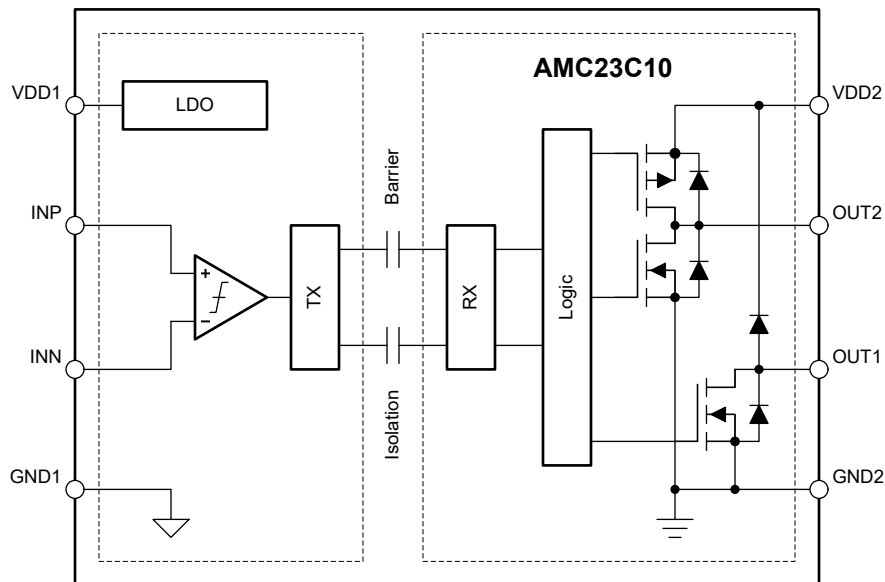 AMC23C10
VDD1
LDO
VDD2
Barrier
INP
OUT2
+
TX
RX
Logic
−
INN
OUT1
Isolation
GND1
GND2